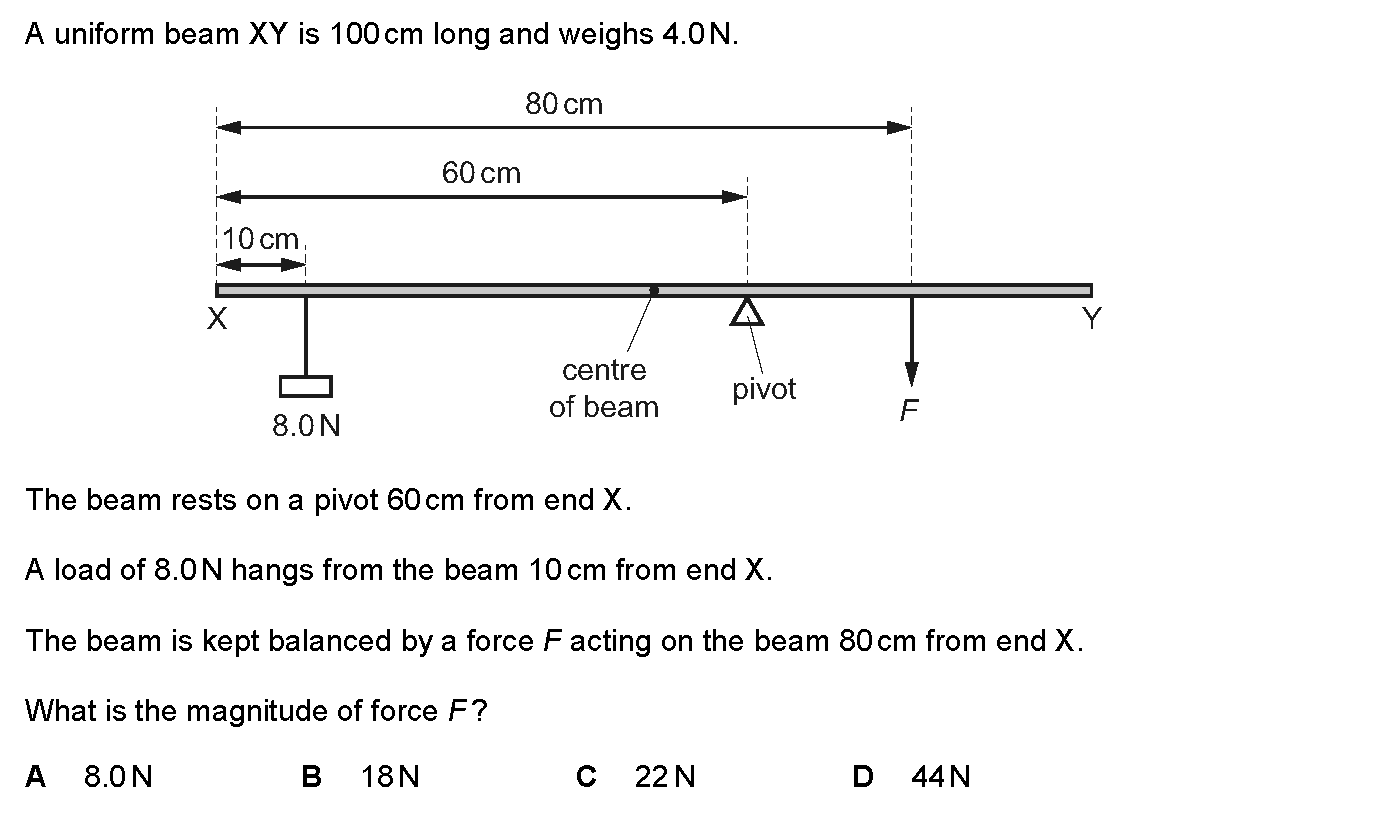 A uniform beam XY is 100 cm long and weighs 4.0 N.
80 cm
60 cm
10 cm
X
Y
centre
of beam
pivot
F
8.0 N
The beam rests on a pivot 60 cm from end X.
A load of 8.0 N hangs from the beam 10 cm from end X.
The beam is kept balanced by a force F acting on the beam 80 cm from end X.
What is the magnitude of force F?
A 8.0 N B 18 N C 22 N D 44 N